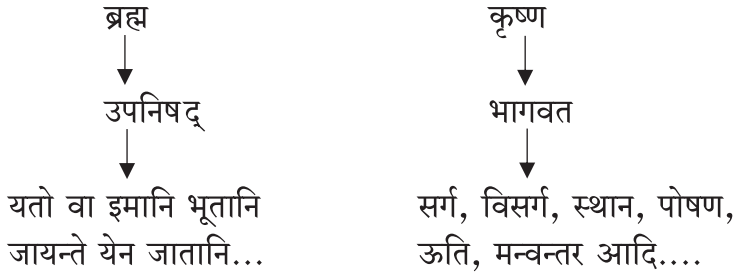 ब्रह्म
कृष्ण
उपनिषद्
भागवत
यतो वा इमानि भूतानि
जायन्ते येन जातानि...
सर्ग, विसर्ग, स्थान, पोषण,
ऊति, मन्वन्तर आदि....